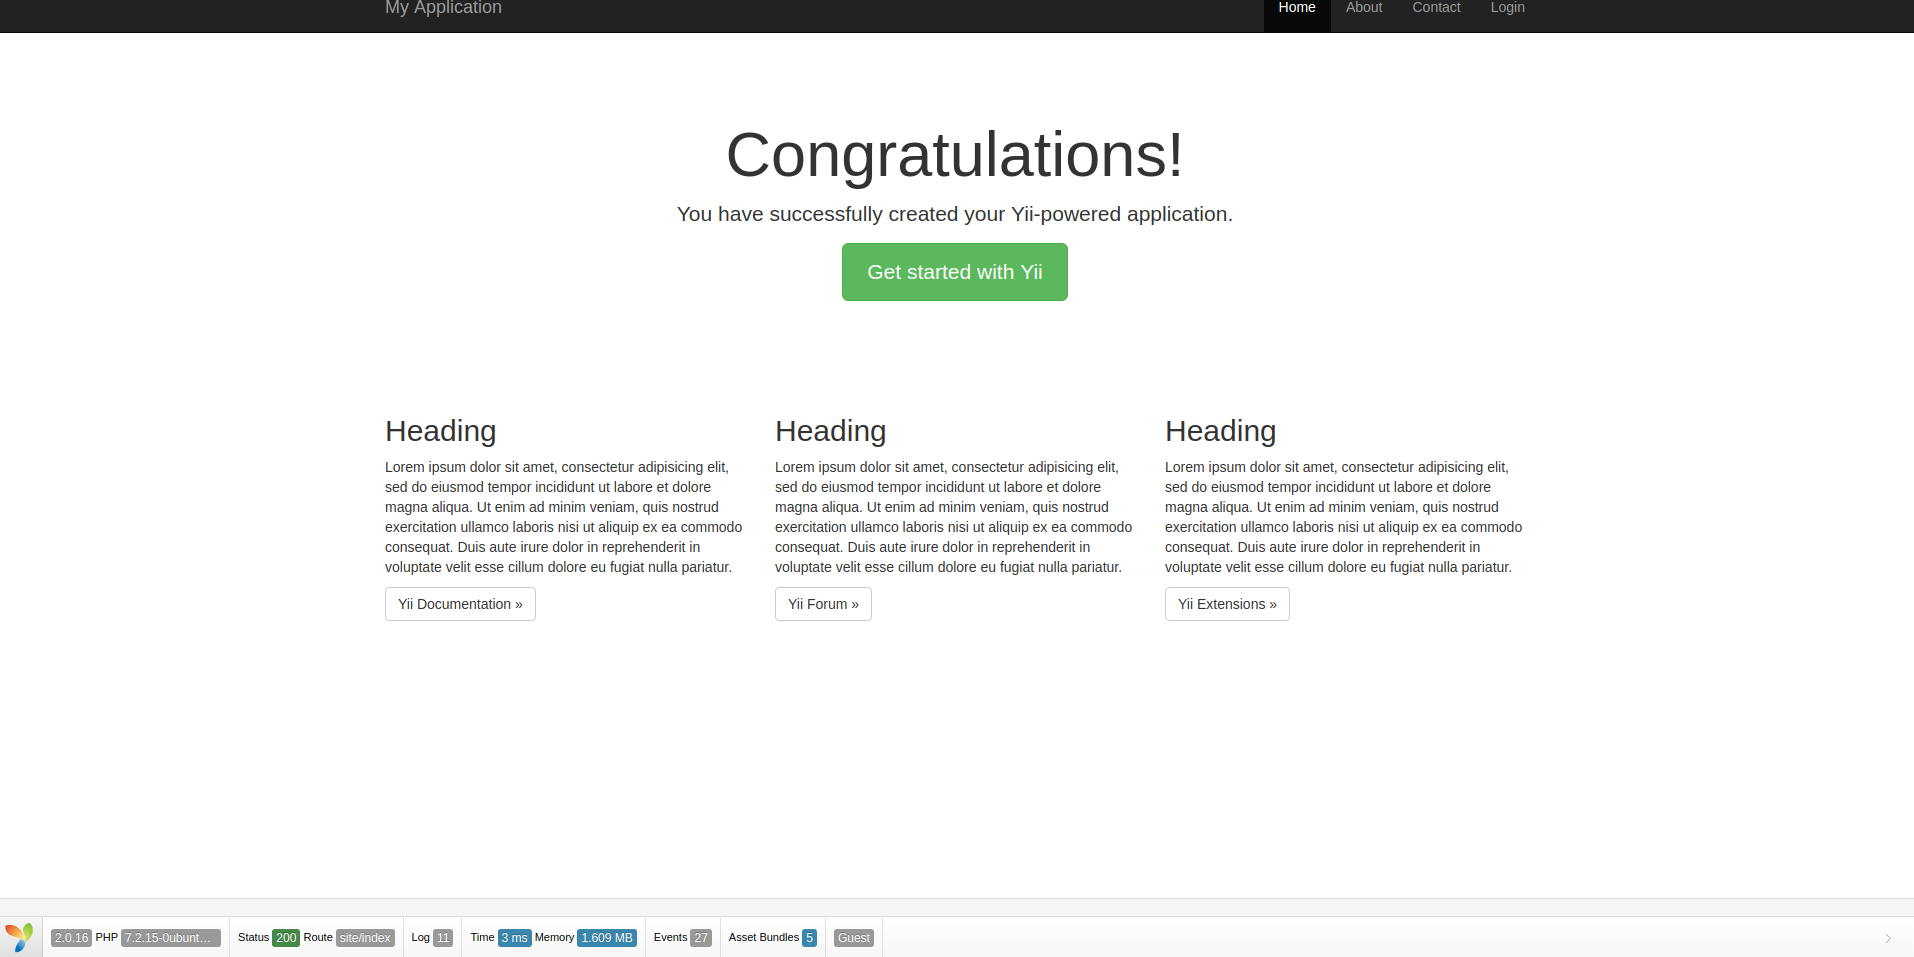 My Application Home About Contact Login
Congratulations!
You have successfully created your Yii-powered application.
Get started with Yii
Heading
Lorem ipsum dolor sit amet, consectetur adipisicing elit,
sed do eiusmod tempor incididunt ut labore et dolore
magna aliqua. Ut enim ad minim veniam, quis nostrud
exercitation ullamco laboris nisi ut aliquip ex ea commodo
consequat. Duis aute irure dolor in reprehenderit in
voluptate velit esse cillum dolore eu fugiat nulla pariatur.
Yii Documentation »
Heading
Lorem ipsum dolor sit amet, consectetur adipisicing elit,
sed do eiusmod tempor incididunt ut labore et dolore
magna aliqua. Ut enim ad minim veniam, quis nostrud
exercitation ullamco laboris nisi ut aliquip ex ea commodo
consequat. Duis aute irure dolor in reprehenderit in
voluptate velit esse cillum dolore eu fugiat nulla pariatur.
Yii Forum »
Heading
Lorem ipsum dolor sit amet, consectetur adipisicing elit,
sed do eiusmod tempor incididunt ut labore et dolore
magna aliqua. Ut enim ad minim veniam, quis nostrud
exercitation ullamco laboris nisi ut aliquip ex ea commodo
consequat. Duis aute irure dolor in reprehenderit in
voluptate velit esse cillum dolore eu fugiat nulla pariatur.
Yii Extensions »
2.0.16 PHP 7.2.15-0ubunt... Status 200 Route site/index Log 11 Time 3 ms Memory 1.609 MB Events 27 Asset Bundles 5 Guest